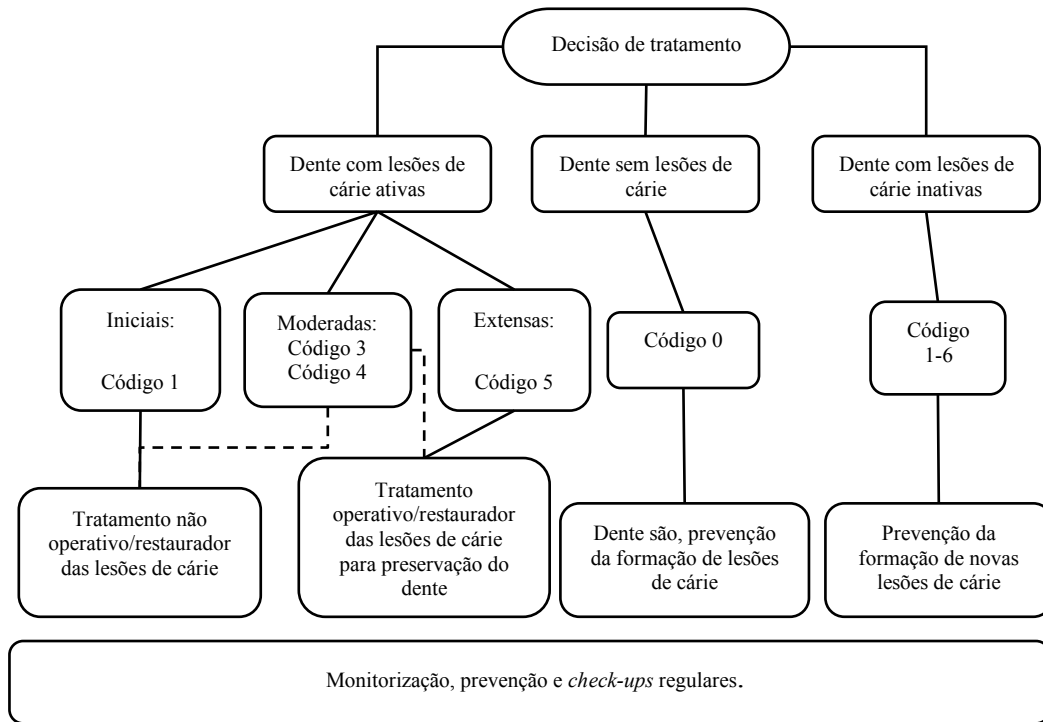 Decisão de tratamento
Dente com lesões de
cárie ativas
Dente sem lesões de
cárie
Dente com lesões de
cárie inativas
Iniciais:
Código 1
Moderadas:
Código 3
Código 4
Extensas:
Código 5
Código 0
Código
1-6
Tratamento não
operativo/restaurador
das lesões de cárie
Tratamento
operativo/restaurador
das lesões de cárie
para preservação do
dente
Dente são, prevenção
da formação de lesões
de cárie
Prevenção da
formação de novas
lesões de cárie
Monitorização, prevenção e check-ups regulares.